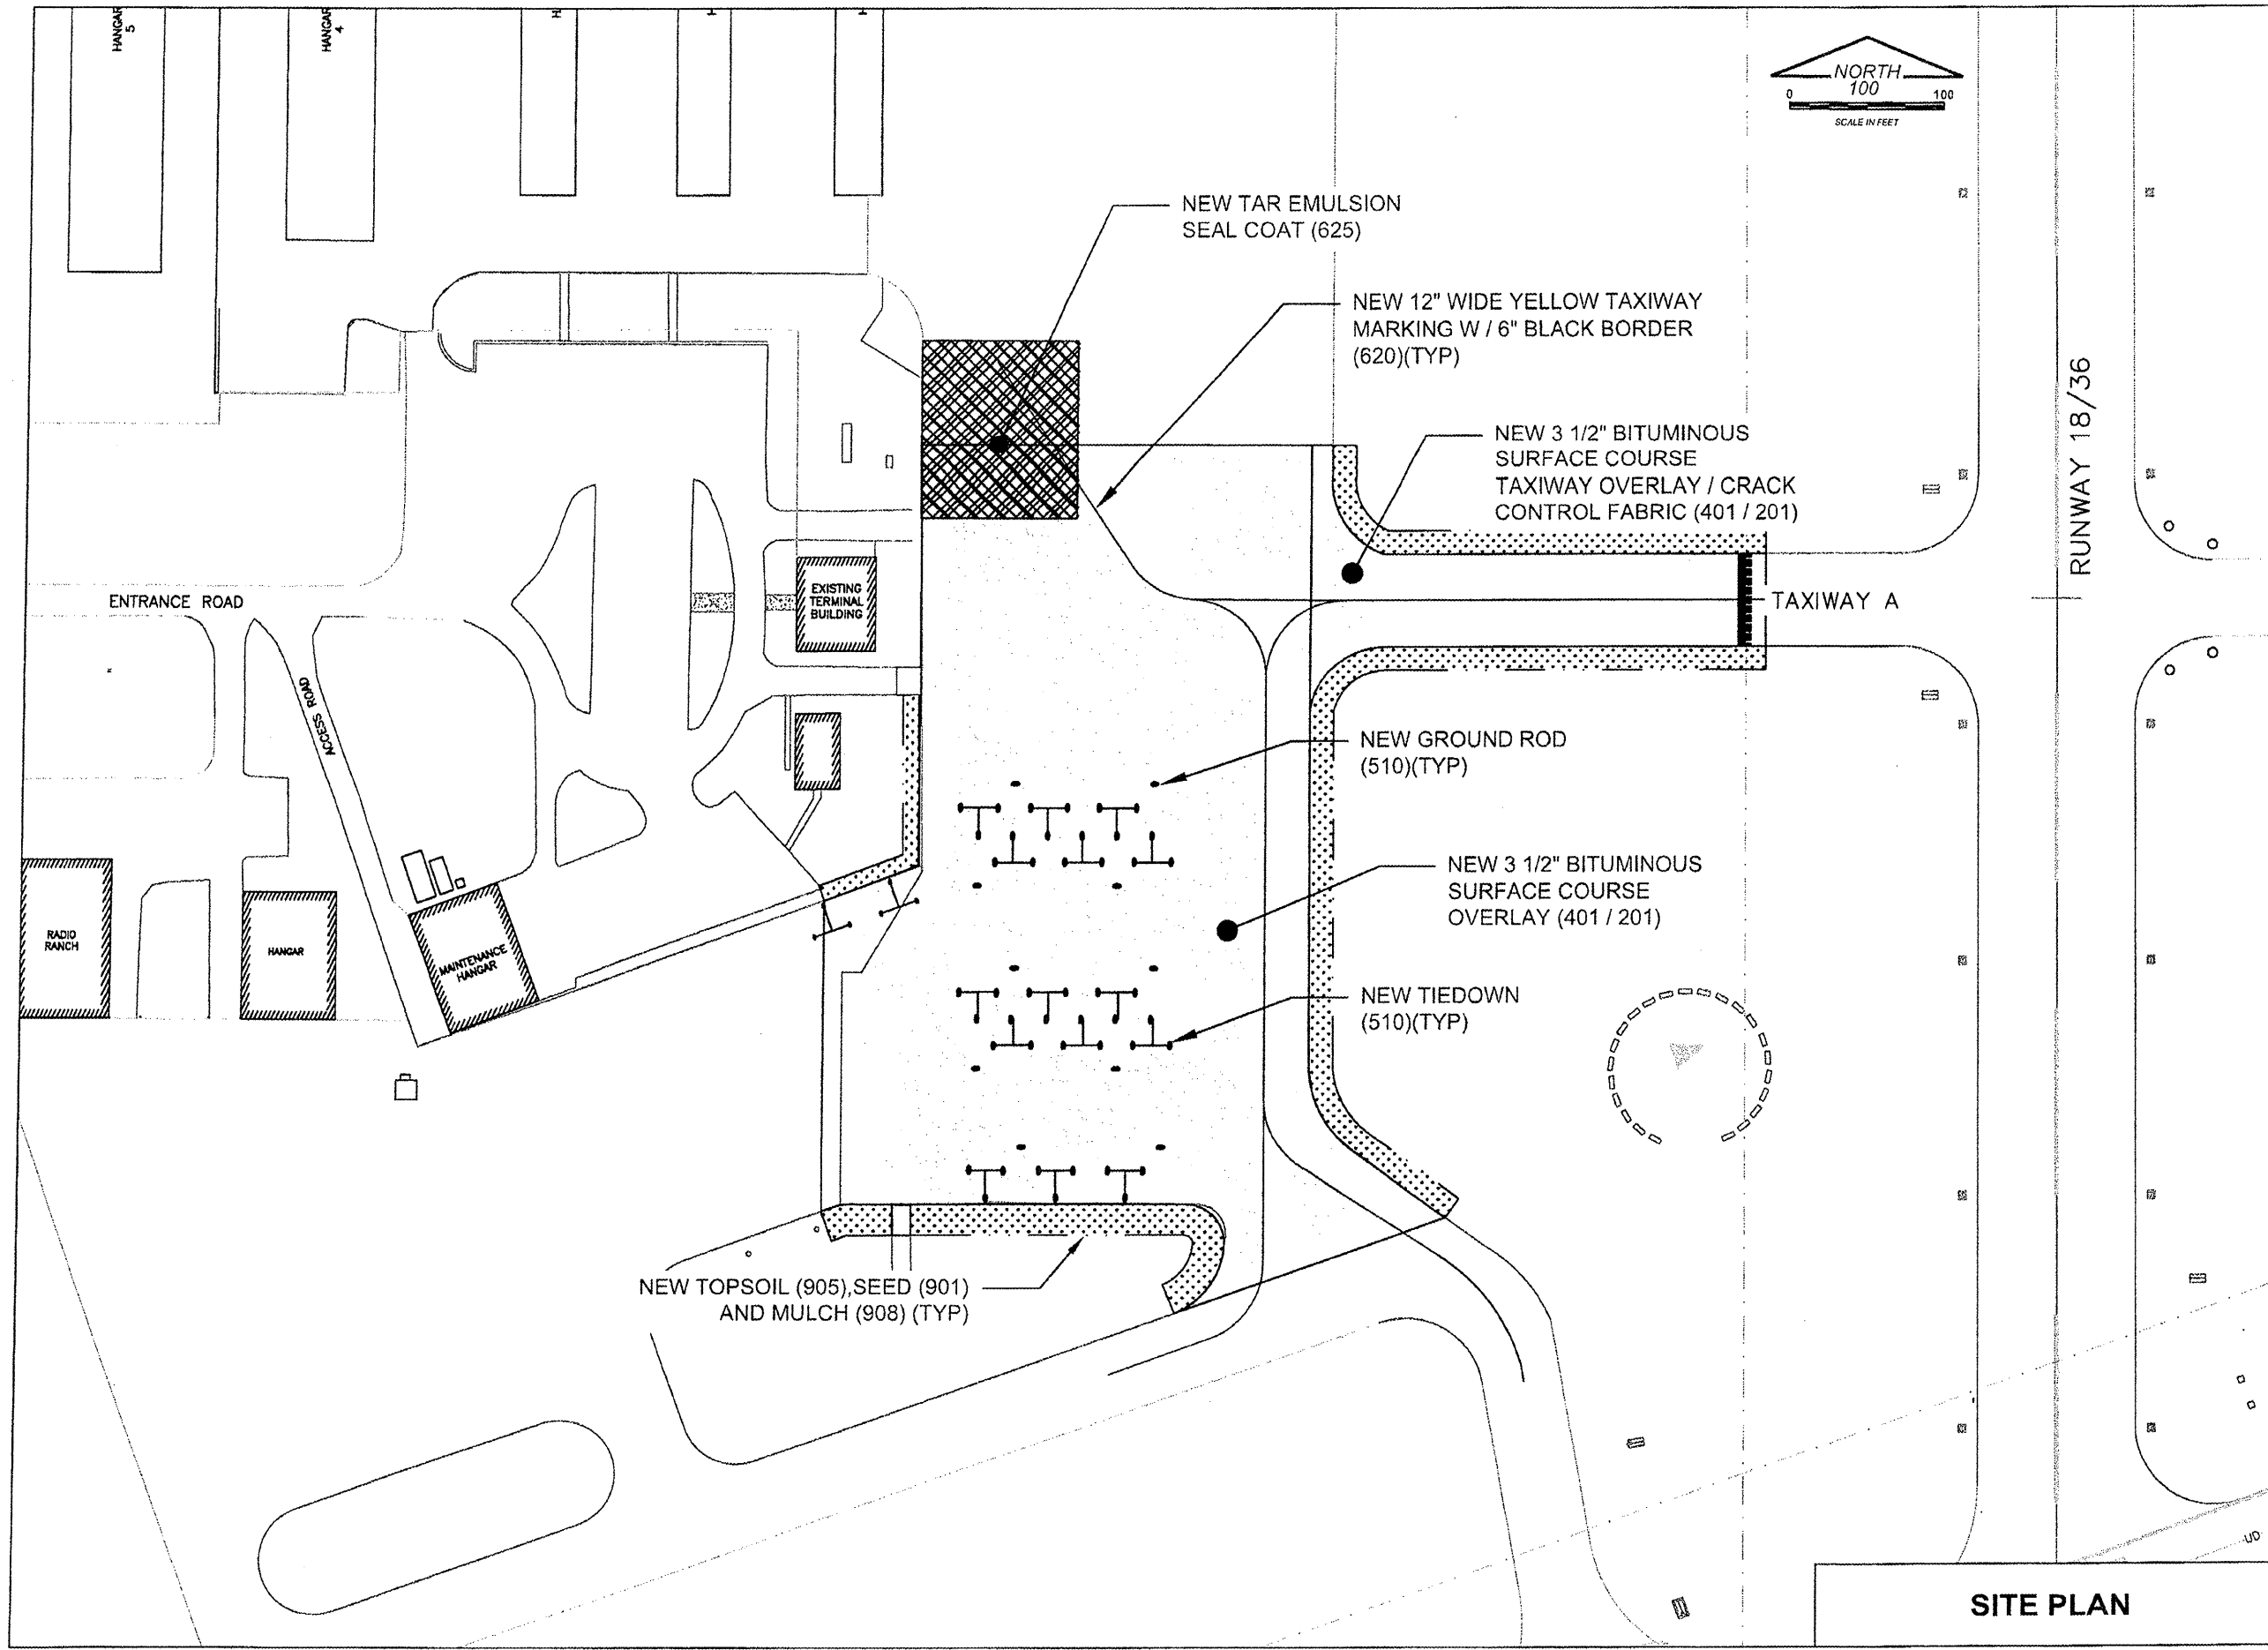 HANGAR
5
HANGAR
4
H
I
I
NORTH
100
0
100
SCALE IN FEET
NEW TAR EMULSION
SEAL COAT (625)
NEW 12" WIDE YELLOW TAXIWAY
MARKING W / 6" BLACK BORDER
(620)(TYP)
NEW 3 1/2" BITUMINOUS
SURFACE COURSE
TAXIWAY OVERLAY / CRACK
CONTROL FABRIC (401 / 201)
RUNWAY 18/36
ENTRANCE ROAD
EXISTING
TERMINAL
BUILDING
TAXIWAY A
ACCESS ROAD
NEW GROUND ROD
(510)(TYP)
NEW 3 1/2" BITUMINOUS
SURFACE COURSE
OVERLAY (401 / 201)
RADIO
RANCH
HANGAR
MAINTENANCE
HANGAR
NEW TIEDOWN
(510)(TYP)
NEW TOPSOIL (905),SEED (901)
AND MULCH (908) (TYP)
UD
SITE PLAN